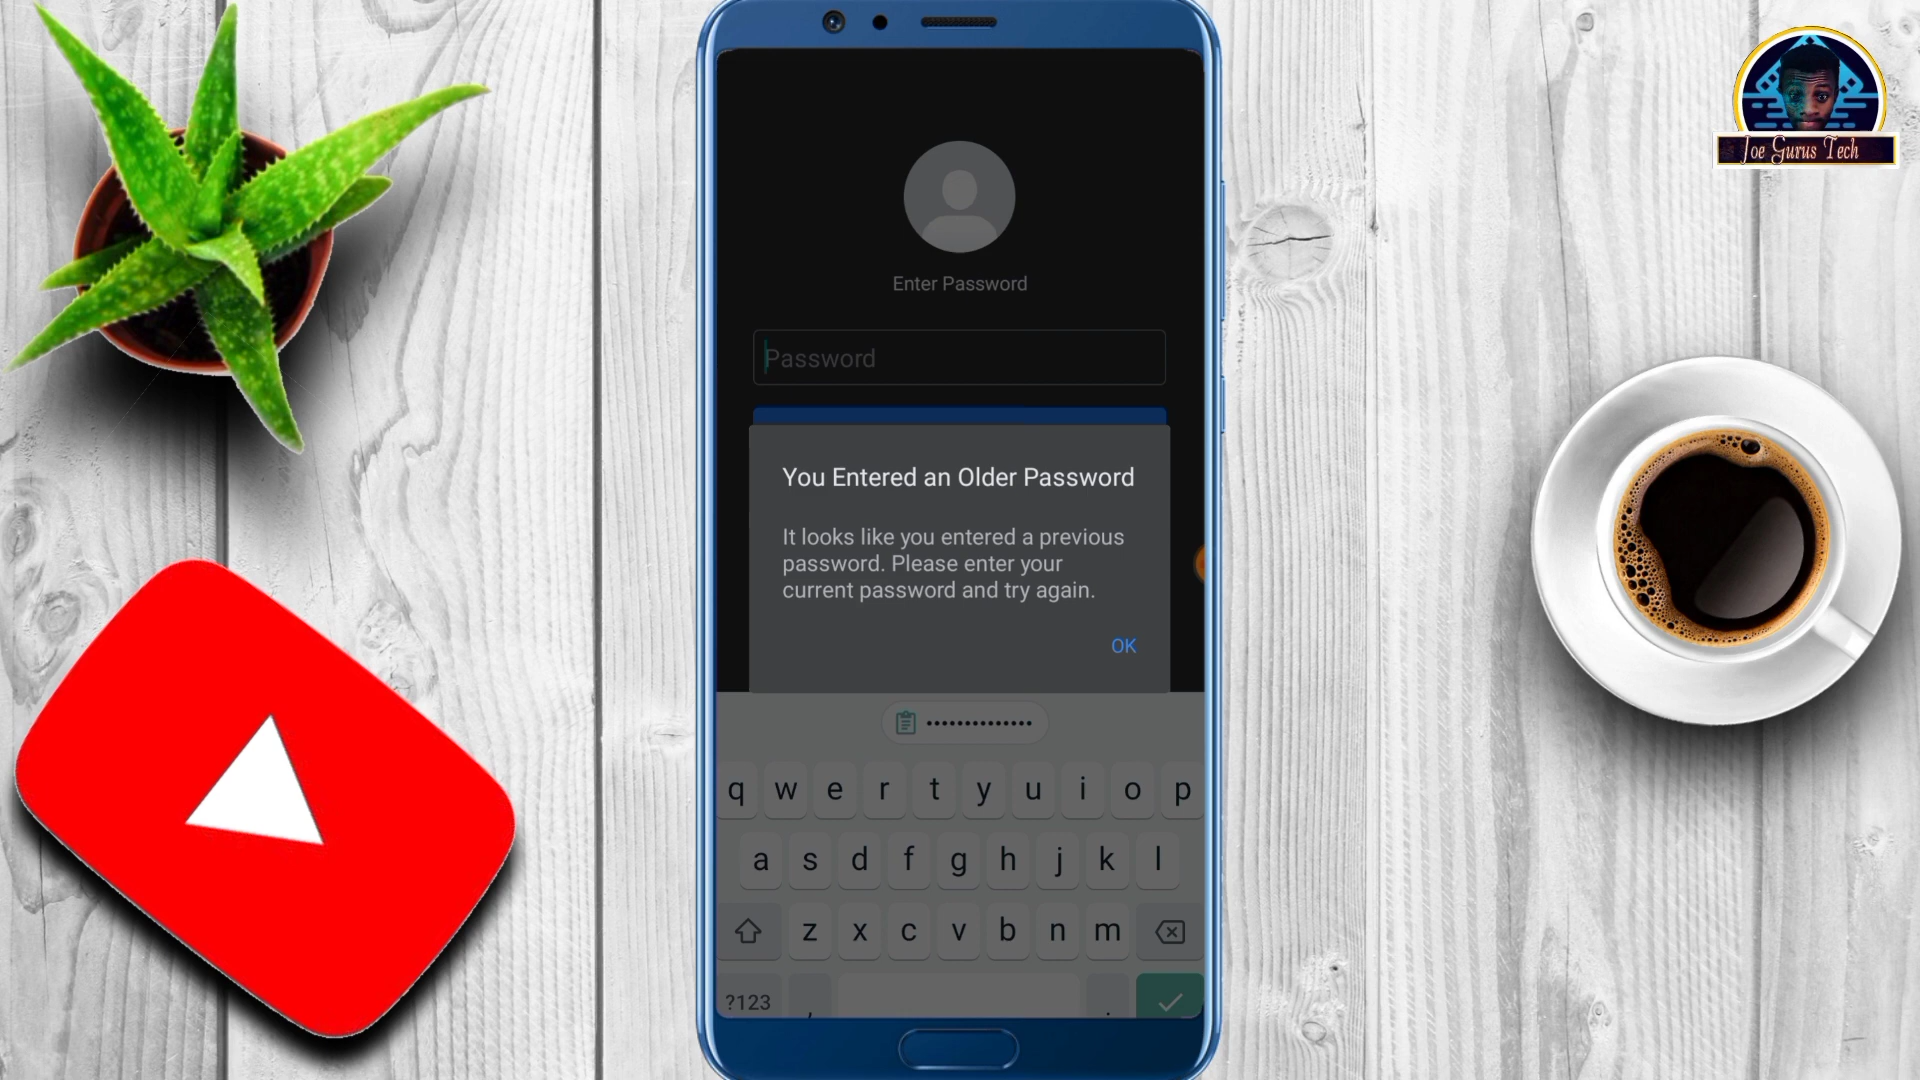 Joe Gurus Tech
Enter Password
Password
You Entered an Older Password
It looks like you entered a previous
password. Please enter your
current password and try again.
OK
••••••••••••••
q w e r t y u i o p
a s d f g h j k l
z x c v b n m
?123 , .